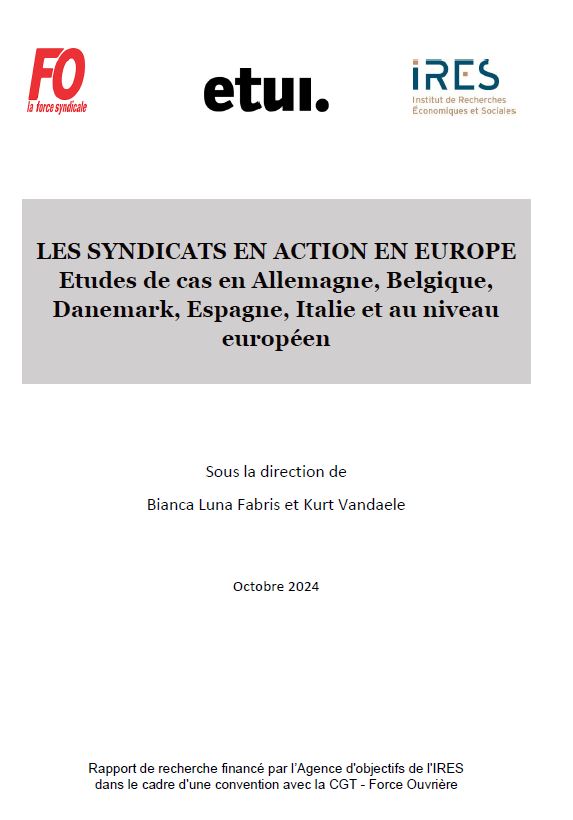 FO
la force syndicale
etui.
IRES
Institut de Recherches
Économiques et Sociales
LES SYNDICATS EN ACTION EN EUROPE
Etudes de cas en Allemagne, Belgique,
Danemark, Espagne, Italie et au niveau
européen
Sous la direction de
Bianca Luna Fabris et Kurt Vandaele
Octobre 2024
Rapport de recherche financé par l'Agence d'objectifs de l'IRES
dans le cadre d'une convention avec la CGT - Force Ouvrière